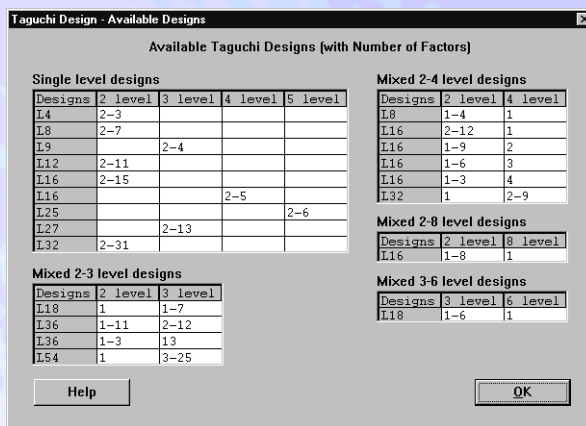 Taguchi Design - Available Designs
Available Taguchi Designs (with Number of Factors)
Single level designs
Designs 2 level 3 level 4 level 5 level
L4 2-3
L8 2-7
L9 2-4
L12 2-11
L16 2-15
L16 2-5
L25 2-6
L27 2-13
L32 2-31
Mixed 2-3 level designs
Designs 2 level 3 level
L18 1 1-7
L36 1-11 2-12
L36 1-3 13
L54 1 3-25
Mixed 2-4 level designs
Designs 2 level 4 level
L8 1-4 1
L16 2-12 1
L16 1-9 2
L16 1-6 3
L16 1-3 4
L32 1 2-9
Mixed 2-8 level designs
Designs 2 level 8 level
L16 1-8 1
Mixed 3-6 level designs
Designs 3 level 6 level
L18 1-6 1
Help
OK